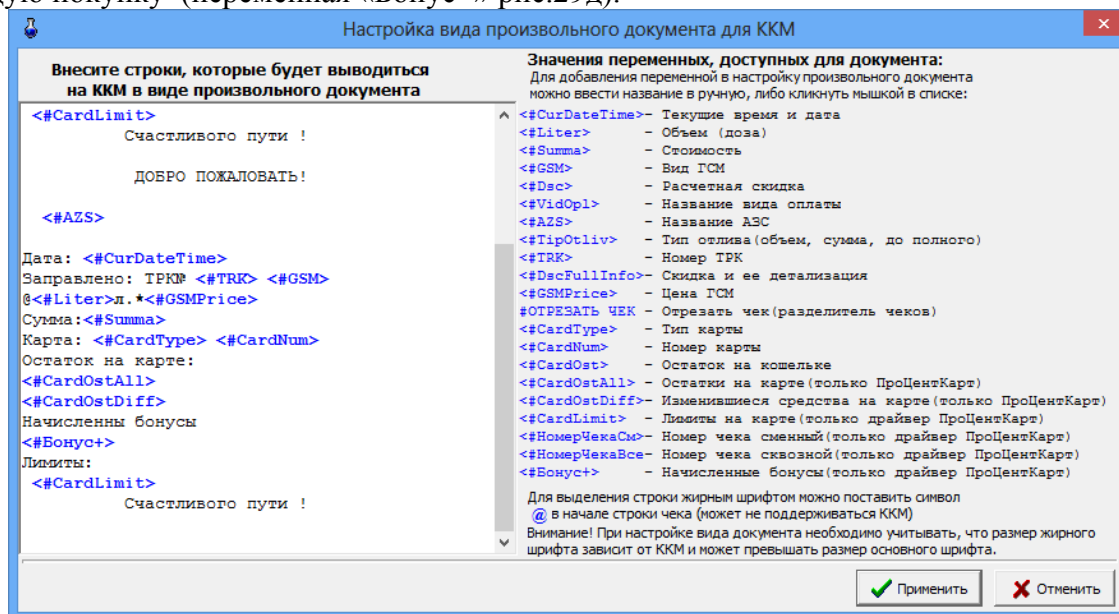 ую покупку (переменная «Бонус+» рис.29д).
Настройка вида произвольного документа для ККМ
Внесите строки, которые будет выводиться
на ККМ в виде произвольного документа
<#CardLimit>
Счастливого пути !
ДОБРО ПОЖАЛОВАТЬ!
<#AZS>
Дата: <#CurDateTime>
Заправлено: ТРК№ <#TRK> <#GSM>
@<#Liter>л.*<#GSMPrice>
Сумма:<#Summa>
Карта: <#CardType> <#CardNum>
Остаток на карте:
<#CardOstAll>
<#CardOstDiff>
Начисленны бонусы
<#Бонус+>
Лимиты:
<#CardLimit>
Счастливого пути !
Значения переменных, доступных для документа:
Для добавления переменной в настройку произвольного документа
можно ввести название в ручную, либо кликнуть мышкой в списке:
<#CurDateTime>- Текущие время и дата
<#Liter> - Объем (доза)
<#Summa> - Стоимость
<#GSM> - Вид ГСМ
<#Dsc> - Расчетная скидка
<#VidOpl> - Название вида оплаты
<#AZS> - Название АЗС
<#TipOtliv> - Тип отлива(объем, сумма, до полного)
<#TRK> - Номер ТРК
<#DscFullInfo>- Скидка и ее детализация
<#GSMPrice> - Цена ГСМ
#ОТРЕЗАТЬ ЧЕК - Отрезать чек(разделитель чеков)
<#CardType> - Тип карты
<#CardNum> - Номер карты
<#CardOst> - Остаток на кошельке
<#CardOstAll> - Остатки на карте(только ПроЦентКарт)
<#CardOstDiff>- Изменившиеся средства на карте(только ПроЦентКарт)
<#CardLimit> - Лимиты на карте(только драйвер ПроЦентКарт)
<#НомерЧекаСм>- Номер чека сменный(только драйвер ПроЦентКарт)
<#НомерЧекаВсе- Номер чека сквозной(только драйвер ПроЦентКарт)
<#Бонус+> - Начисленные бонусы(только драйвер ПроЦентКарт)
Для выделения строки жирным шрифтом можно поставить символ
@ в начале строки чека (может не поддерживаться ККМ)
Внимание! При настройке вида документа необходимо учитывать, что размер жирного
шрифта зависит от ККМ и может превышать размер основного шрифта.
Применить
Отменить